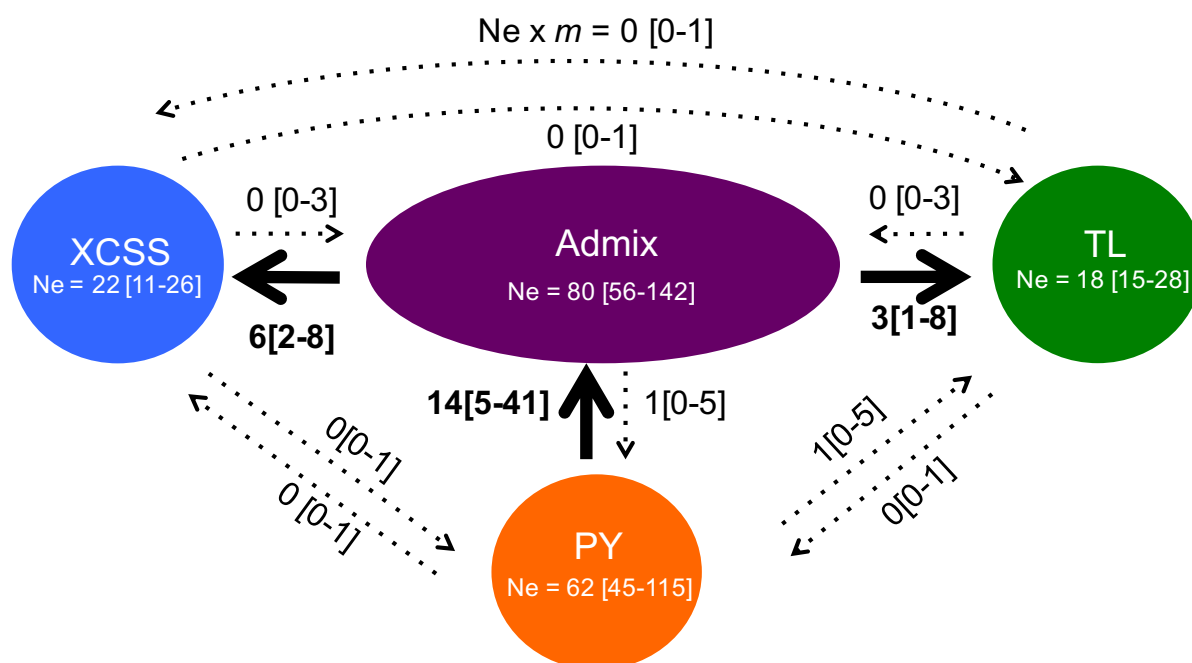 Ne x m = 0 [0-1]
0 [0-1]
0 [0-3]
0 [0-3]
XCSS
Ne = 22 [11-26]
Admix
Ne = 80 [56-142]
TL
Ne = 18 [15-28]
6[2-8]
3[1-8]
14[5-41]
1[0-5]
0[0-1]
0 [0-1]
1[0-5]
0[0-1]
PY
Ne = 62 [45-115]